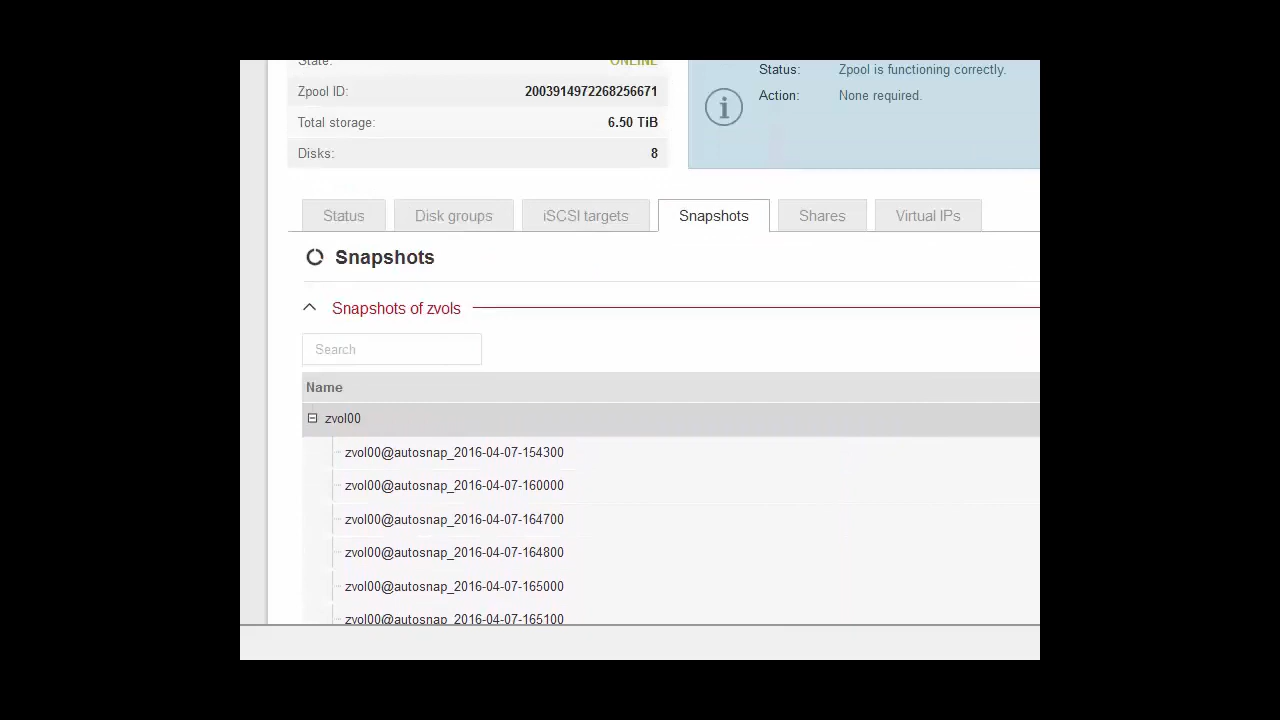 State: ONLINE
Zpool ID: 2003914972268256671
Total storage: 6.50 TiB
Disks: 8
Status: Zpool is functioning correctly.
Action: None required.
Status Disk groups iSCSI targets Snapshots Shares Virtual IPs
Snapshots
Snapshots of zvols
Search
Name
zvol00
zvol00@autosnap_2016-04-07-154300
zvol00@autosnap_2016-04-07-160000
zvol00@autosnap_2016-04-07-164700
zvol00@autosnap_2016-04-07-164800
zvol00@autosnap_2016-04-07-165000
zvol00@autosnap_2016-04-07-165100